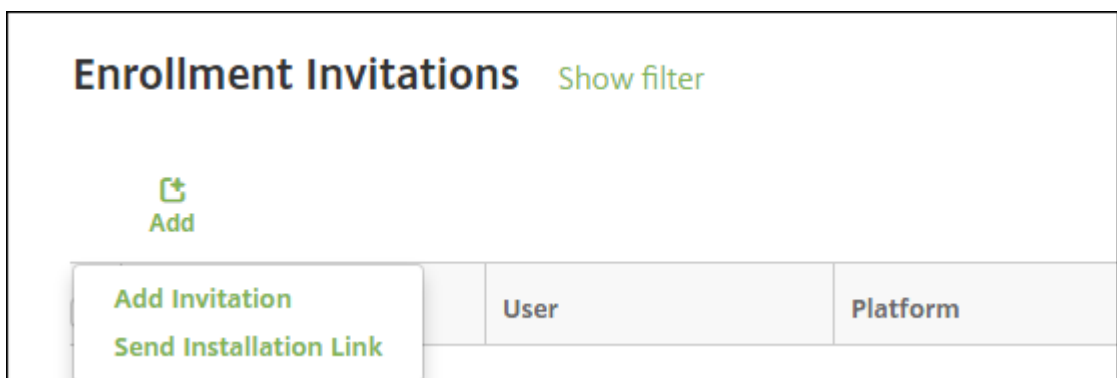 Enrollment Invitations Show filter
Add
Add Invitation User Platform
Send Installation Link